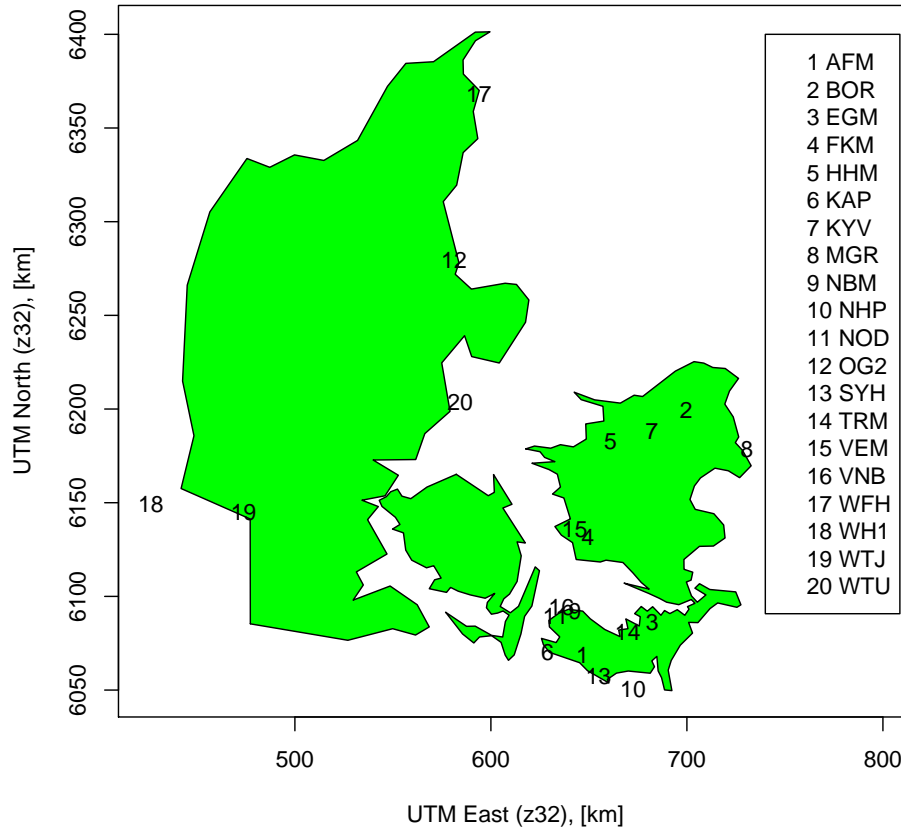 6400
6350
6300
6250
6200
6150
6100
6050
UTM North (z32), [km]
500 600 700 800
UTM East (z32), [km]
17
12
20
2
7
5
8
18
19
15
4
16
9
11
3
14
6
1
13
10
1 AFM
2 BOR
3 EGM
4 FKM
5 HHM
6 KAP
7 KYV
8 MGR
9 NBM
10 NHP
11 NOD
12 OG2
13 SYH
14 TRM
15 VEM
16 VNB
17 WFH
18 WH1
19 WTJ
20 WTU